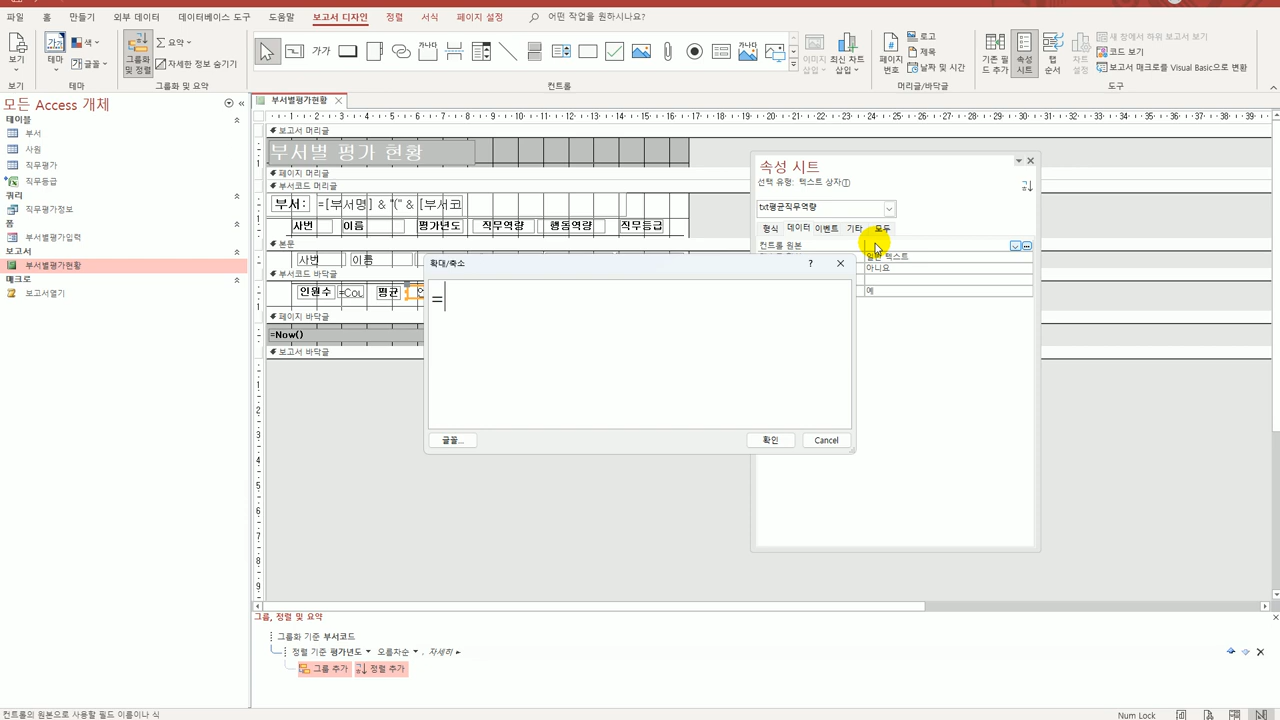 파일 홈 만들기 외부 데이터 데이터베이스 도구 도움말 보고서 디자인 정렬 서식 페이지 설정 어떤 작업을 원하시나요?
보기
테마
가가
색
글꼴
그룹화 및 정렬
Σ 요약
자세한 정보 숨기기
가가
가나다
이미지 삽입
최신 차트 삽입
페이지 번호
로고
제목
날짜 및 시간
기존 필드 추가
속성 시트
탭 순서
차트 설정
새 창에서 하위 보고서 보기
코드 보기
보고서 매크로를 Visual Basic으로 변환
보기 그룹화 및 요약 컨트롤 머리글/바닥글 도구
모든 Access 개체
테이블
부서
사원
직무평가
직무등급
쿼리
직무평가정보
폼
부서별평가입력
보고서
부서별평가현황
매크로
보고서열기
부서별평가현황
보고서 머리글
부서별 평가 현황
페이지 머리글
부서코드 머리글
부서: =[부서명] & "(" & [부서코
사번 이름 평가년도 직무역량 행동역량 직무등급
본문
사번 이름
부서코드 바닥글
인원수 =Cou 평균
페이지 바닥글
=Now()
보고서 바닥글
속성 시트
선택 유형: 텍스트 상자(T)
txt평균직무역량
형식 데이터 이벤트 기타 모두
컨트롤 원본
일반 텍스트
아니요
예
확대/축소
?
=
글꼴...
확인
Cancel
그룹, 정렬 및 요약
그룹화 기준 부서코드
정렬 기준 평가년도 오름차순 , 자세히
그룹 추가 정렬 추가
컨트롤의 원본으로 사용할 필드 이름이나 식
Num Lock